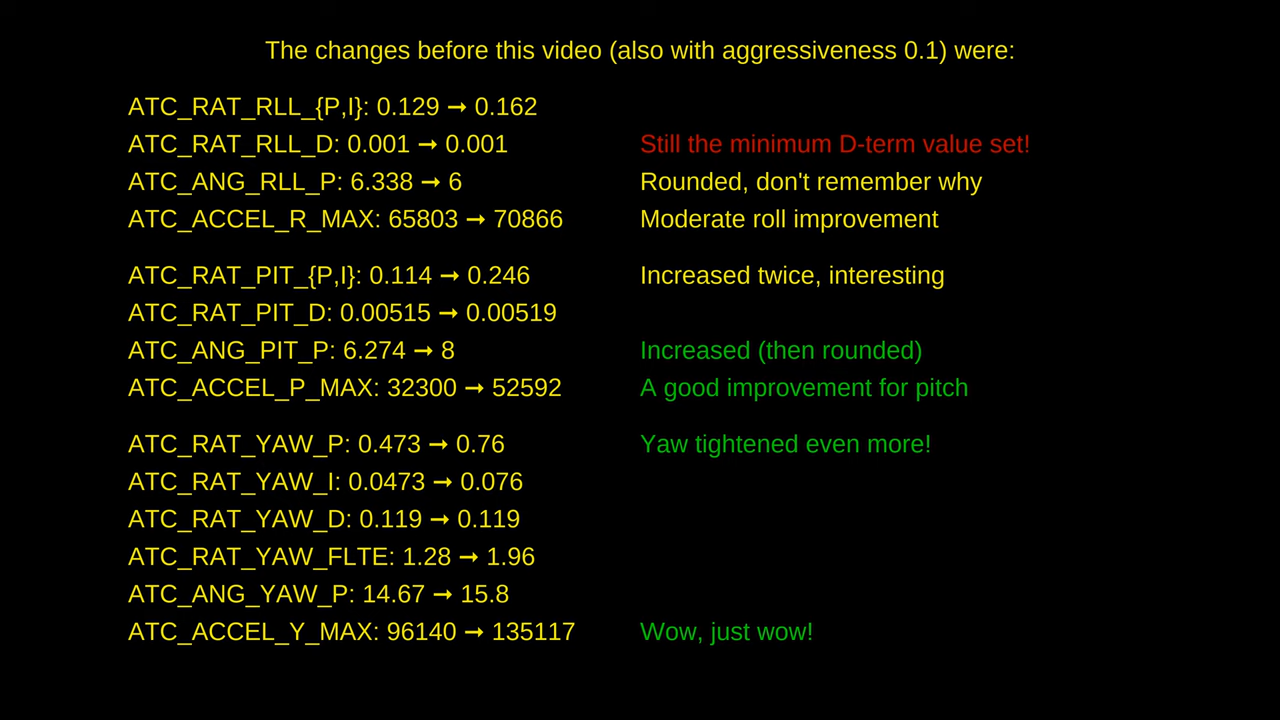 The changes before this video (also with aggressiveness 0.1) were:
ATC_RAT_RLL_{P,I}: 0.129 → 0.162
ATC_RAT_RLL_D: 0.001 → 0.001 Still the minimum D-term value set!
ATC_ANG_RLL_P: 6.338 → 6 Rounded, don't remember why
ATC_ACCEL_R_MAX: 65803 → 70866 Moderate roll improvement
ATC_RAT_PIT_{P,I}: 0.114 → 0.246 Increased twice, interesting
ATC_RAT_PIT_D: 0.00515 → 0.00519
ATC_ANG_PIT_P: 6.274 → 8 Increased (then rounded)
ATC_ACCEL_P_MAX: 32300 → 52592 A good improvement for pitch
ATC_RAT_YAW_P: 0.473 → 0.76 Yaw tightened even more!
ATC_RAT_YAW_I: 0.0473 → 0.076
ATC_RAT_YAW_D: 0.119 → 0.119
ATC_RAT_YAW_FLTE: 1.28 → 1.96
ATC_ANG_YAW_P: 14.67 → 15.8
ATC_ACCEL_Y_MAX: 96140 → 135117 Wow, just wow!